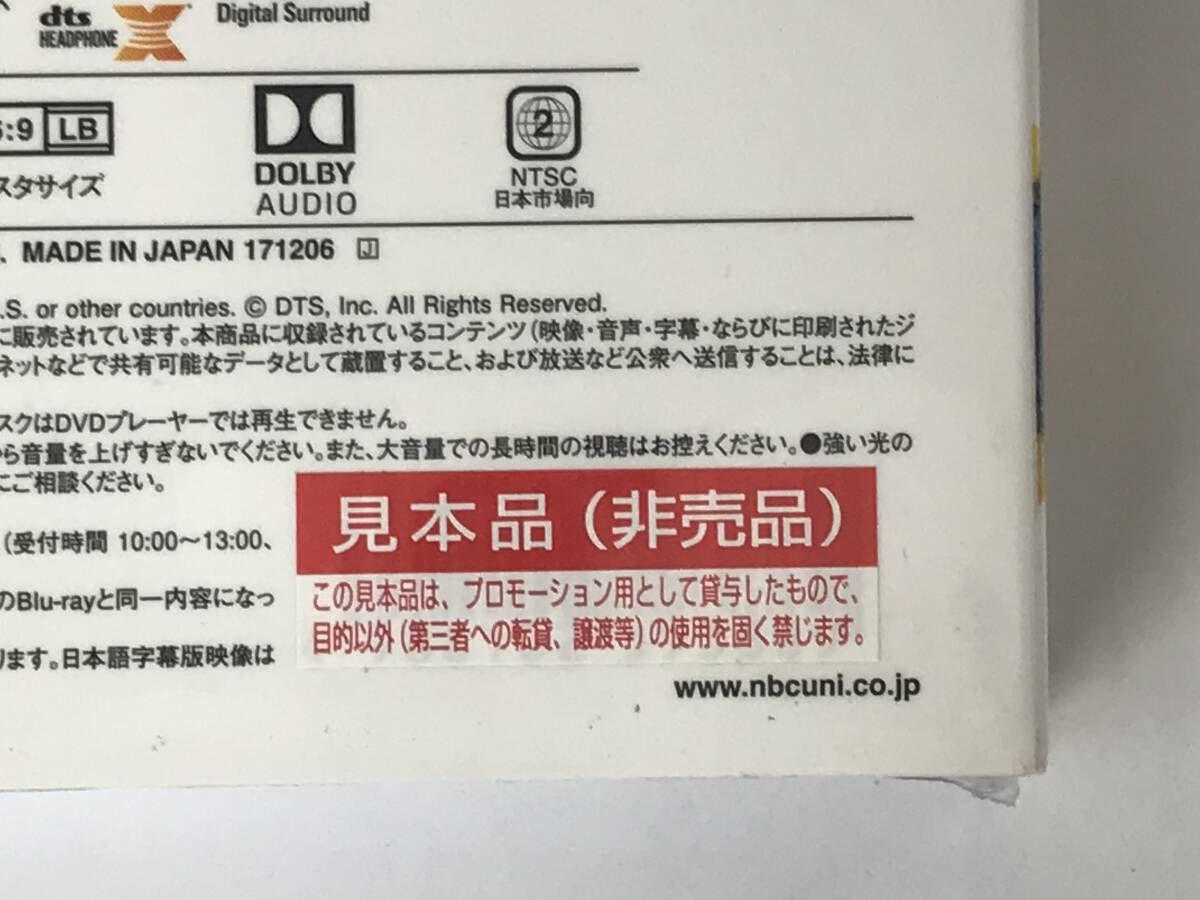 dts
HEADPHONE X
Digital Surround
:9 LB
スタサイズ
DOLBY
AUDIO
2
NTSC
日本市場向
MADE IN JAPAN 171206 J
.S. or other countries. © DTS, Inc. All Rights Reserved.
に販売されています。本商品に収録されているコンテンツ(映像・音声・字幕・ならびに印刷されたジ
ネットなどで共有可能なデータとして蔵置すること、および放送など公衆へ送信することは、法律に
スクはDVDプレーヤーでは再生できません。
ら音量を上げすぎないでください。また、大音量での長時間の視聴はお控えください。●強い光の
にご相談ください。
(受付時間 10:00～13:00、
のBlu-rayと同一内容になっ
ります。日本語字幕版映像は
見本品(非売品)
この見本品は、プロモーション用として貸与したもので、
目的以外(第三者への転貸、譲渡等)の使用を固く禁じます。
www.nbcuni.co.jp